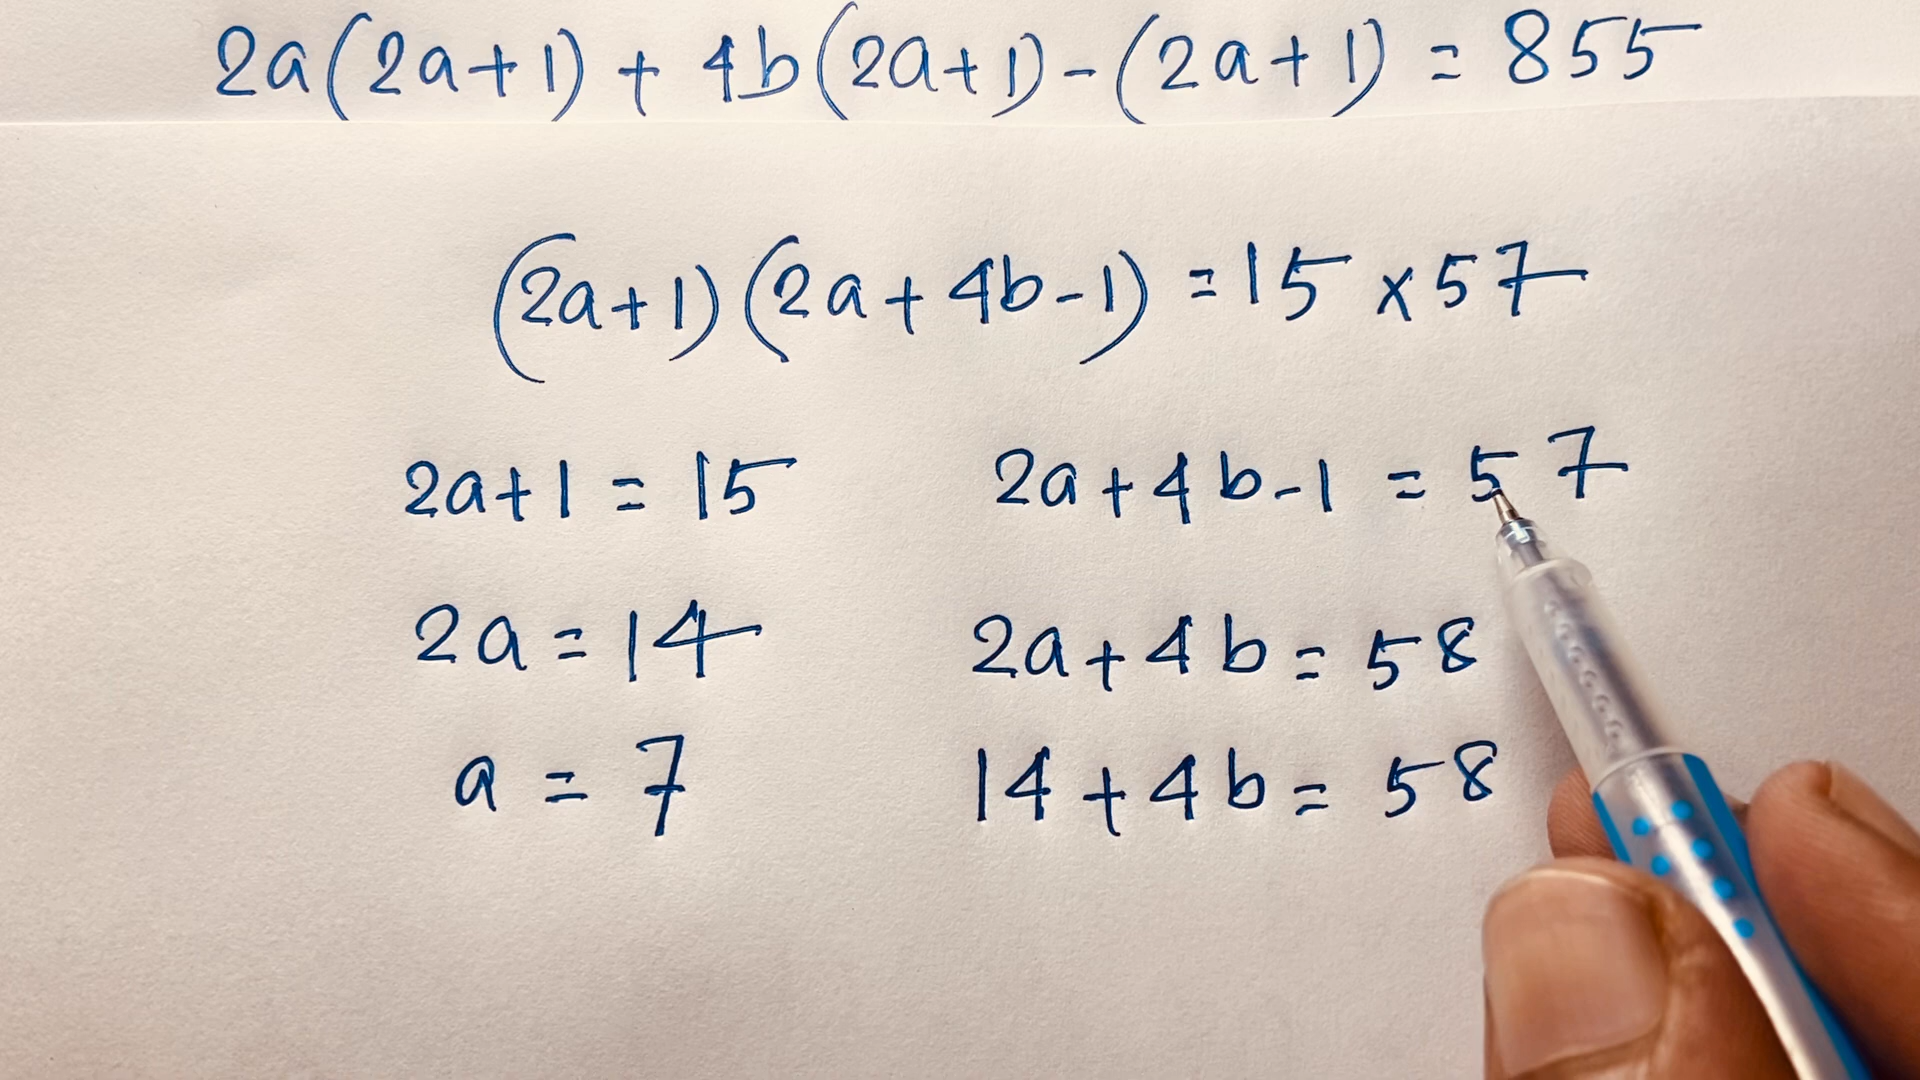 2a(2a+1) + 4b(2a+1)-(2a+1) = 855
(2a+1)(2a+4b-1) = 15 x 57
2a+1 = 15
2a+4b-1 = 57
2a = 14
2a+4b = 58
a = 7
14+4b = 58